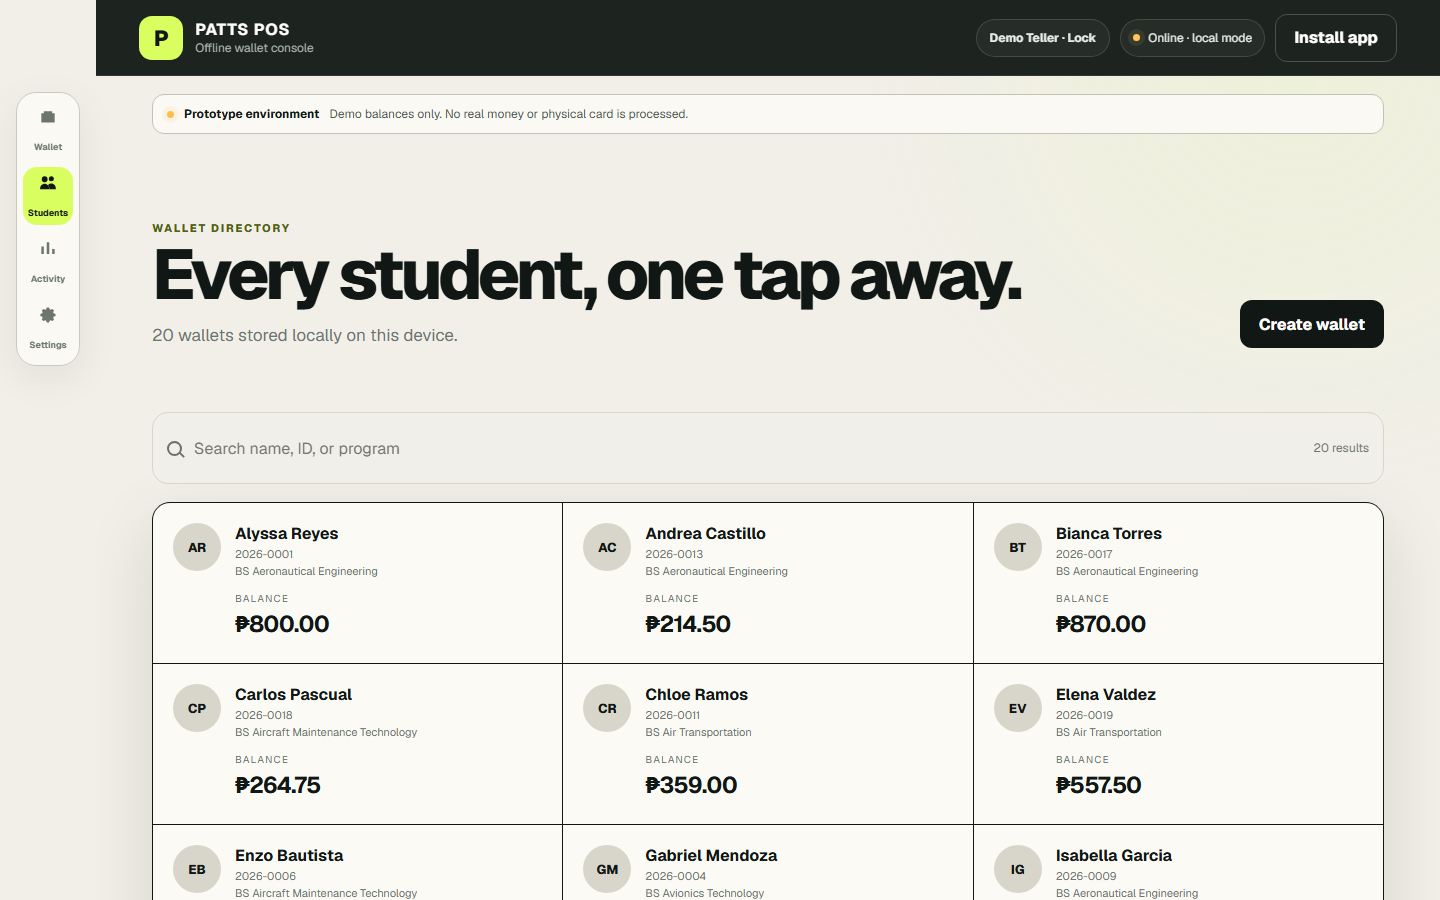 P
PATTS POS
Offline wallet console
Demo Teller · Lock
Online · local mode
Install app
Wallet
Students
Activity
Settings
Prototype environment Demo balances only. No real money or physical card is processed.
WALLET DIRECTORY
Every student, one tap away.
20 wallets stored locally on this device.
Create wallet
Search name, ID, or program
20 results
AR
Alyssa Reyes
2026-0001
BS Aeronautical Engineering
BALANCE
₱800.00
AC
Andrea Castillo
2026-0013
BS Aeronautical Engineering
BALANCE
₱214.50
BT
Bianca Torres
2026-0017
BS Aeronautical Engineering
BALANCE
₱870.00
CP
Carlos Pascual
2026-0018
BS Aircraft Maintenance Technology
BALANCE
₱264.75
CR
Chloe Ramos
2026-0011
BS Air Transportation
BALANCE
₱359.00
EV
Elena Valdez
2026-0019
BS Air Transportation
BALANCE
₱557.50
EB
Enzo Bautista
2026-0006
BS Aircraft Maintenance Technology
GM
Gabriel Mendoza
2026-0004
BS Avionics Technology
IG
Isabella Garcia
2026-0009
BS Aeronautical Engineering